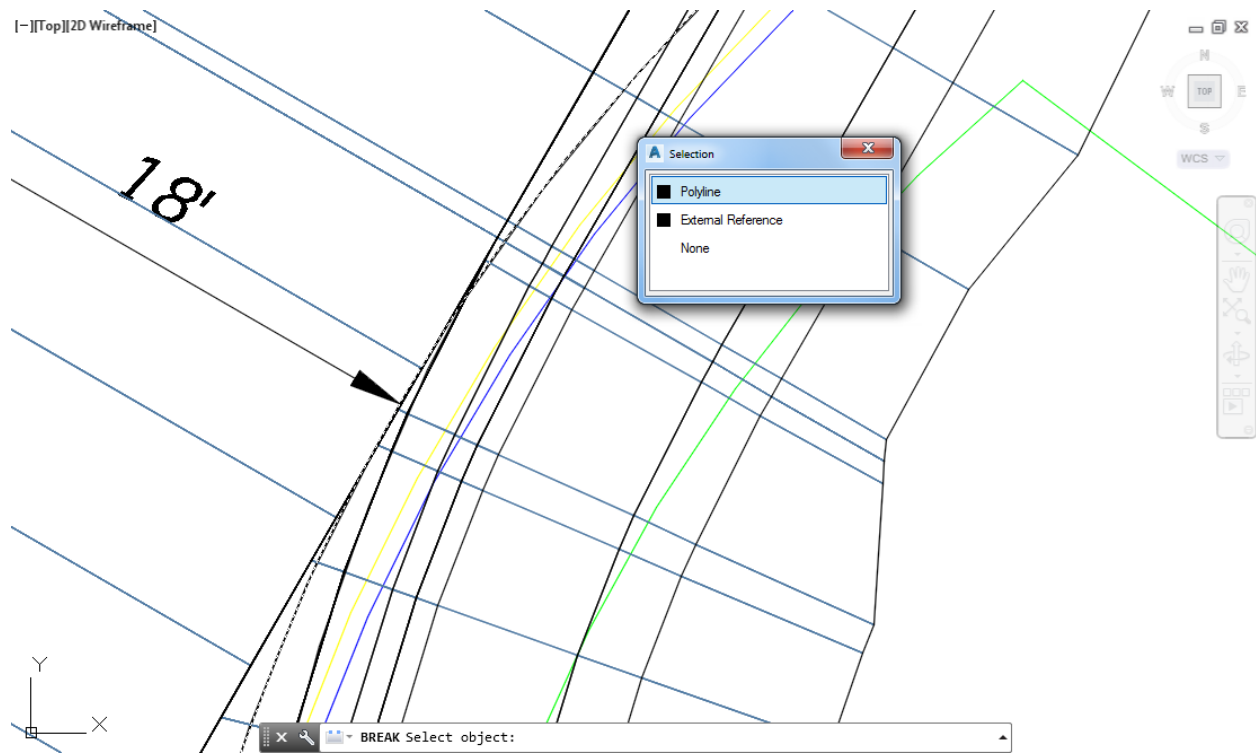 [−][Top][2D Wireframe]
N
W TOP E
S
WCS
18'
Selection
Polyline
External Reference
None
Y
X
BREAK Select object: